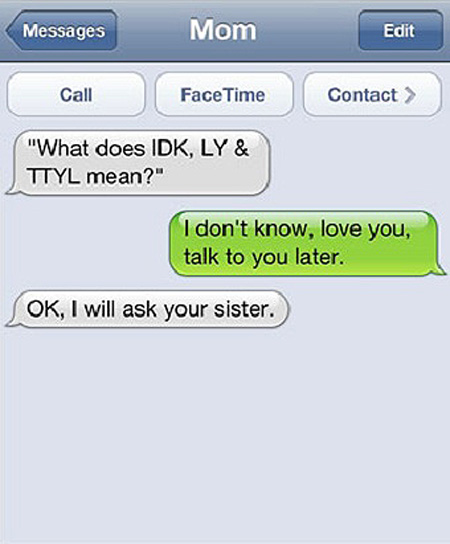 Messages
Mom
Edit
Call
FaceTime
Contact
"What does IDK, LY &
TTYL mean?"
I don't know, love you,
talk to you later.
OK, I will ask your sister.